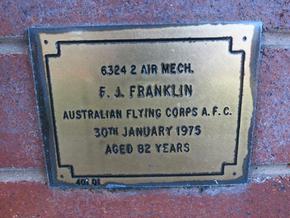 6324 2 AIR MECH.
F. J. FRANKLIN
AUSTRALIAN FLYING CORPS A.F.C.
30TH JANUARY 1975
AGED 82 YEARS